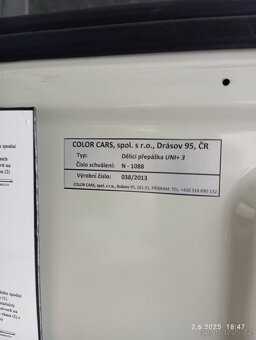 COLOR CARS, spol. s r.o., Drásov 95, ČR
Typ: Dělící přepážka UNI+ 3
Číslo schválení: N - 1088
Výrobní číslo: 038/2013
COLOR CARS, spol. s r.o., Drásov 95, 261 01, PŘÍBRAM, TEL: +420 318 690 132
2.6.2025 18:47